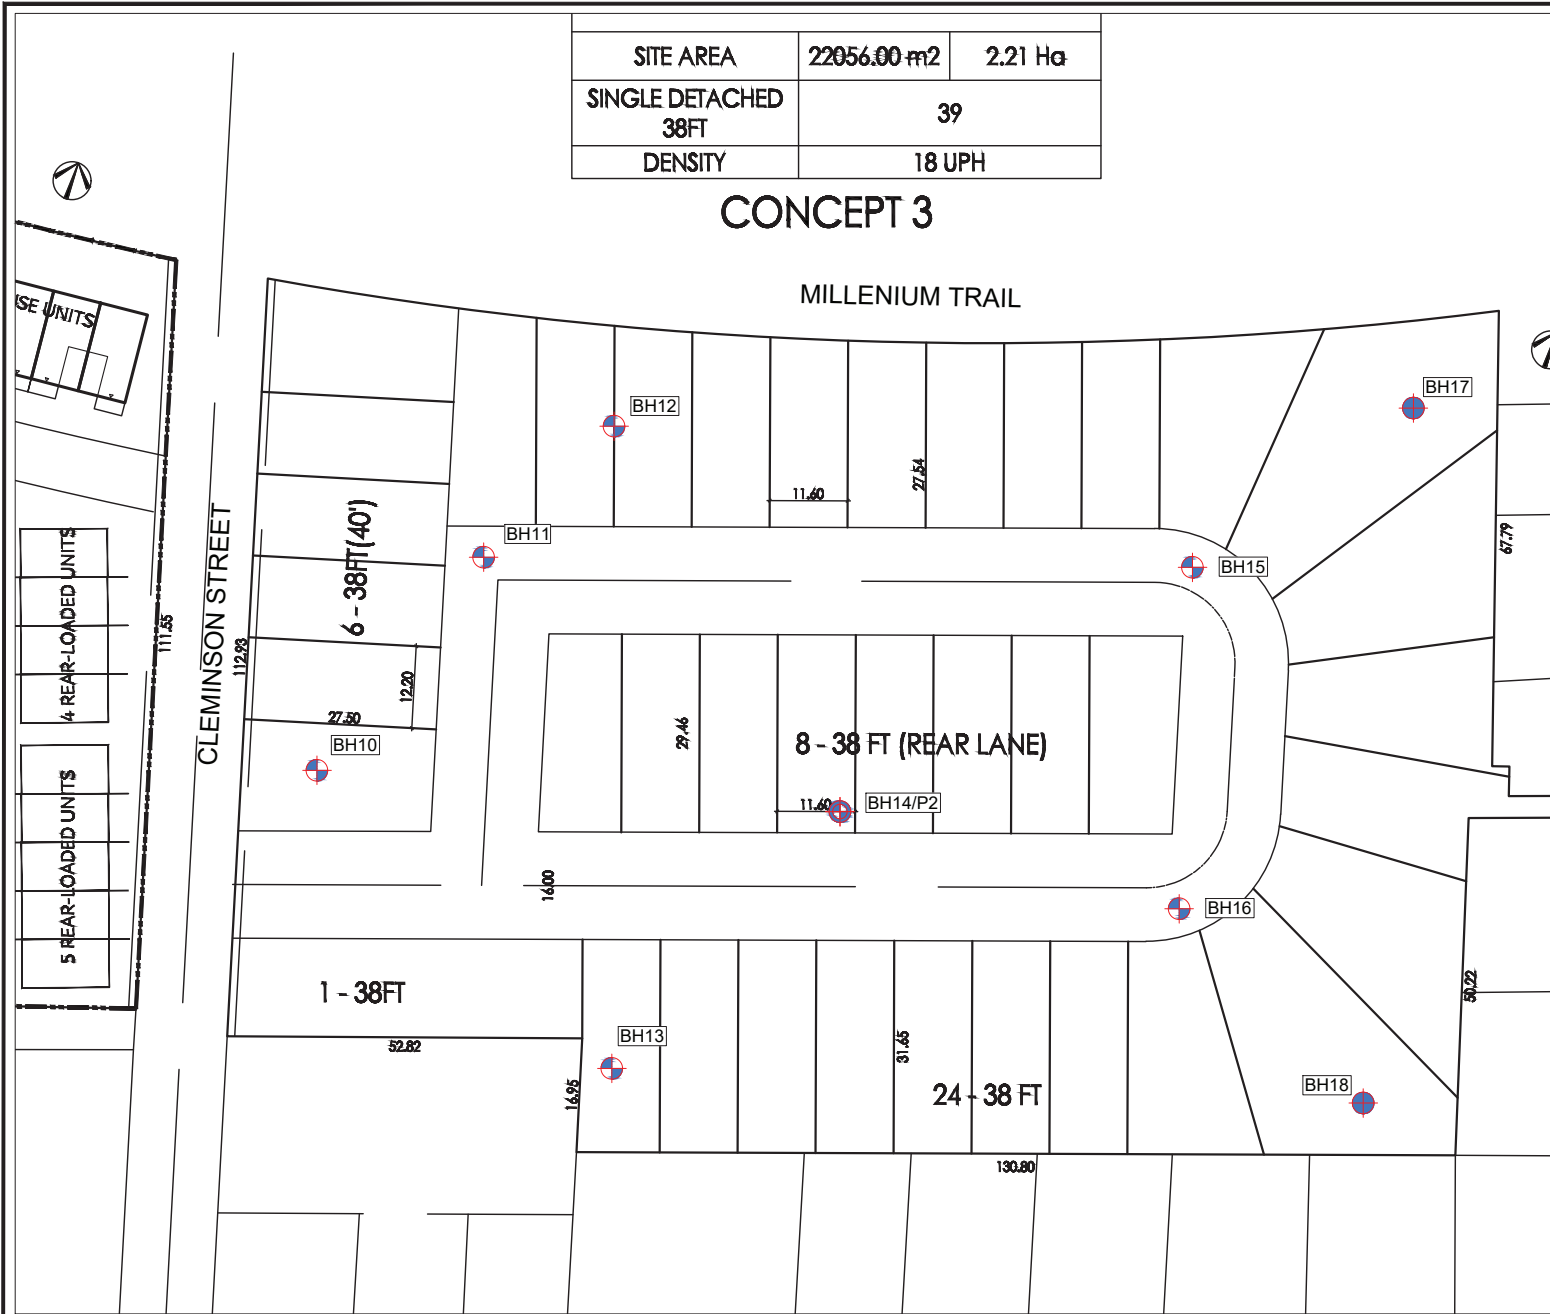 SITE AREA 22056.00 m2 2.21 Ha
SINGLE DETACHED
38FT
39
DENSITY 18 UPH
CONCEPT 3
MILLENIUM TRAIL
UNITS
BH12
BH17
27.54
11.60
6 - 38FT(40')
BH11
BH15
67.79
4 REAR-LOADED UNITS
111.55
CLEMINSON STREET
112.93
12.20
27.50
BH10
29.46
8 - 38 FT (REAR LANE)
11.60
BH14/P2
5 REAR-LOADED UNITS
16.00
BH16
1 - 38FT
50.22
52.82
BH13
31.65
16.95
24 - 38 FT
BH18
130.80